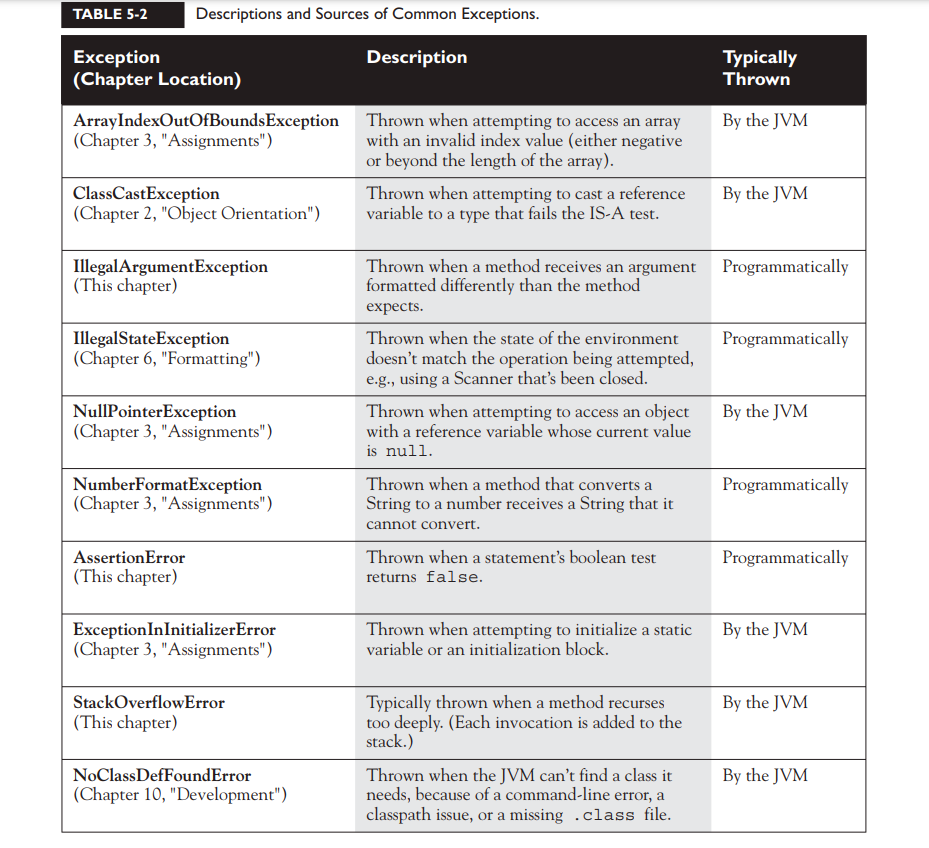 TABLE 5-2 Descriptions and Sources of Common Exceptions.
Exception
(Chapter Location)
Description
Typically
Thrown
ArrayIndexOutOfBoundsException
(Chapter 3, "Assignments")
Thrown when attempting to access an array
with an invalid index value (either negative
or beyond the length of the array).
By the JVM
ClassCastException
(Chapter 2, "Object Orientation")
Thrown when attempting to cast a reference
variable to a type that fails the IS-A test.
By the JVM
IllegalArgumentException
(This chapter)
Thrown when a method receives an argument
formatted differently than the method
expects.
Programmatically
IllegalStateException
(Chapter 6, "Formatting")
Thrown when the state of the environment
doesn’t match the operation being attempted,
e.g., using a Scanner that’s been closed.
Programmatically
NullPointerException
(Chapter 3, "Assignments")
Thrown when attempting to access an object
with a reference variable whose current value
is null.
By the JVM
NumberFormatException
(Chapter 3, "Assignments")
Thrown when a method that converts a
String to a number receives a String that it
cannot convert.
Programmatically
AssertionError
(This chapter)
Thrown when a statement’s boolean test
returns false.
Programmatically
ExceptionInInitializerError
(Chapter 3, "Assignments")
Thrown when attempting to initialize a static
variable or an initialization block.
By the JVM
StackOverflowError
(This chapter)
Typically thrown when a method recurses
too deeply. (Each invocation is added to the
stack.)
By the JVM
NoClassDefFoundError
(Chapter 10, "Development")
Thrown when the JVM can’t find a class it
needs, because of a command-line error, a
classpath issue, or a missing .class file.
By the JVM